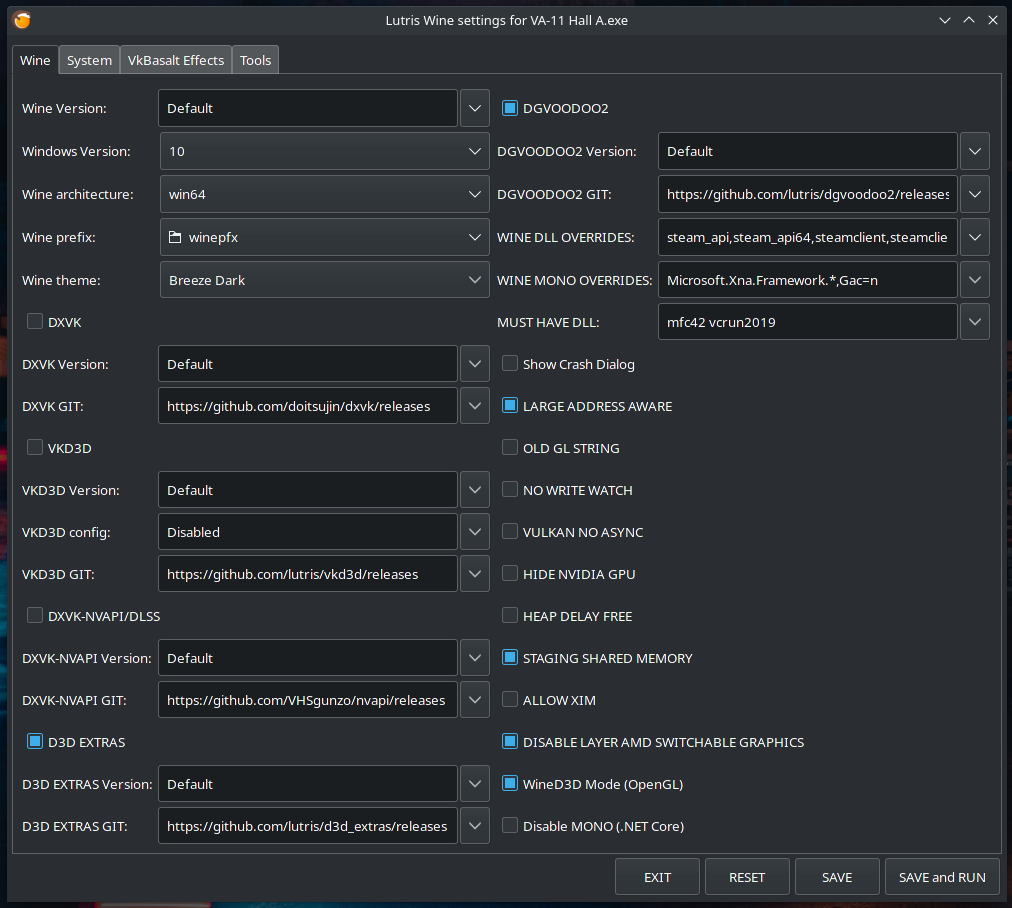 Lutris Wine settings for VA-11 Hall A.exe
Wine System VkBasalt Effects Tools
Wine Version: Default
Windows Version: 10
Wine architecture: win64
Wine prefix: winepfx
Wine theme: Breeze Dark
DXVK
DXVK Version: Default
DXVK GIT: https://github.com/doitsujin/dxvk/releases
VKD3D
VKD3D Version: Default
VKD3D config: Disabled
VKD3D GIT: https://github.com/lutris/vkd3d/releases
DXVK-NVAPI/DLSS
DXVK-NVAPI Version: Default
DXVK-NVAPI GIT: https://github.com/VHSgunzo/nvapi/releases
D3D EXTRAS
D3D EXTRAS Version: Default
D3D EXTRAS GIT: https://github.com/lutris/d3d_extras/releases
DGVOODOO2
DGVOODOO2 Version: Default
DGVOODOO2 GIT: https://github.com/lutris/dgvoodoo2/releases
WINE DLL OVERRIDES: steam_api,steam_api64,steamclient,steamclie
WINE MONO OVERRIDES: Microsoft.Xna.Framework.*,Gac=n
MUST HAVE DLL: mfc42 vcrun2019
Show Crash Dialog
LARGE ADDRESS AWARE
OLD GL STRING
NO WRITE WATCH
VULKAN NO ASYNC
HIDE NVIDIA GPU
HEAP DELAY FREE
STAGING SHARED MEMORY
ALLOW XIM
DISABLE LAYER AMD SWITCHABLE GRAPHICS
WineD3D Mode (OpenGL)
Disable MONO (.NET Core)
EXIT RESET SAVE SAVE and RUN